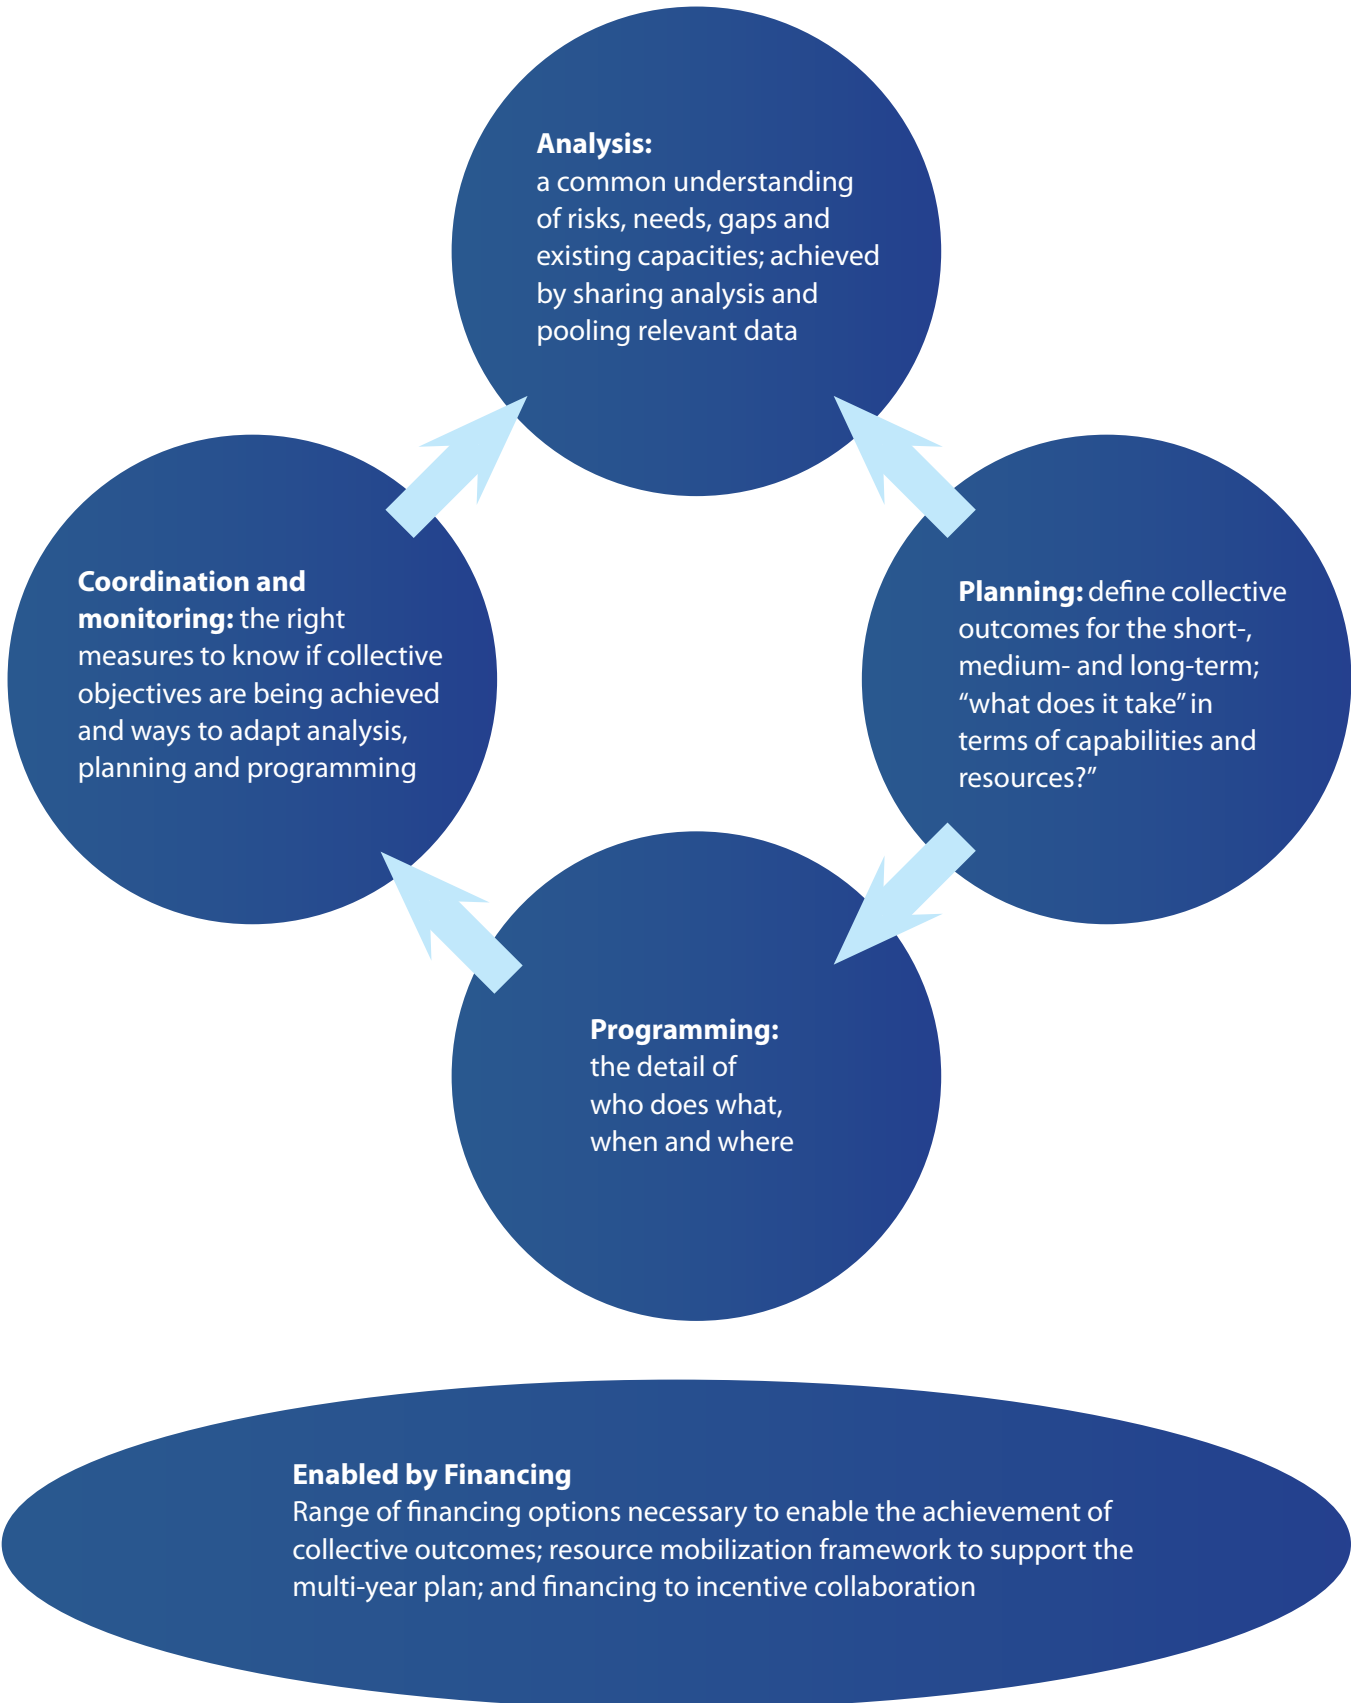 Analysis:
a common understanding
of risks, needs, gaps and
existing capacities; achieved
by sharing analysis and
pooling relevant data
Coordination and
monitoring: the right
measures to know if collective
objectives are being achieved
and ways to adapt analysis,
planning and programming
Planning: define collective
outcomes for the short-,
medium- and long-term;
“what does it take” in
terms of capabilities and
resources?”
Programming:
the detail of
who does what,
when and where
Enabled by Financing
Range of financing options necessary to enable the achievement of
collective outcomes; resource mobilization framework to support the
multi-year plan; and financing to incentive collaboration